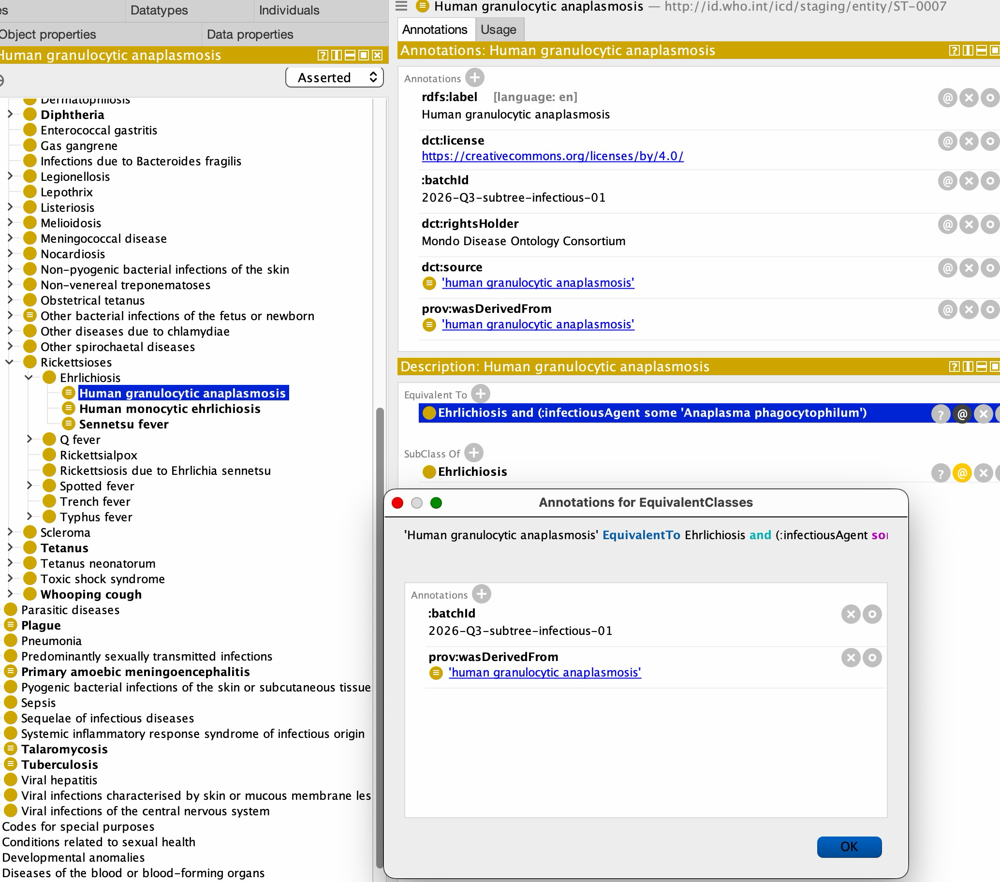 Datatypes
Individuals
Object properties
Data properties
Human granulocytic anaplasmosis
Asserted
Dermatophilosis
Diphtheria
Enterococcal gastritis
Gas gangrene
Infections due to Bacteroides fragilis
Legionellosis
Lepothrix
Listeriosis
Melioidosis
Meningococcal disease
Nocardiosis
Non-pyogenic bacterial infections of the skin
Non-venereal treponematoses
Obstetrical tetanus
Other bacterial infections of the fetus or newborn
Other diseases due to chlamydiae
Other spirochaetal diseases
Rickettsioses
Ehrlichiosis
Human granulocytic anaplasmosis
Human monocytic ehrlichiosis
Sennetsu fever
Q fever
Rickettsialpox
Rickettsiosis due to Ehrlichia sennetsu
Spotted fever
Trench fever
Typhus fever
Scleroma
Tetanus
Tetanus neonatorum
Toxic shock syndrome
Whooping cough
Parasitic diseases
Plague
Pneumonia
Predominantly sexually transmitted infections
Primary amoebic meningoencephalitis
Pyogenic bacterial infections of the skin or subcutaneous tissue
Sepsis
Sequelae of infectious diseases
Systemic inflammatory response syndrome of infectious origin
Talaromycosis
Tuberculosis
Viral hepatitis
Viral infections characterised by skin or mucous membrane les
Viral infections of the central nervous system
Codes for special purposes
Conditions related to sexual health
Developmental anomalies
Diseases of the blood or blood-forming organs
Human granulocytic anaplasmosis — http://id.who.int/icd/staging/entity/ST-0007
Annotations
Usage
Annotations: Human granulocytic anaplasmosis
Annotations
rdfs:label [language: en]
Human granulocytic anaplasmosis
dct:license
https://creativecommons.org/licenses/by/4.0/
:batchId
2026-Q3-subtree-infectious-01
dct:rightsHolder
Mondo Disease Ontology Consortium
dct:source
'human granulocytic anaplasmosis'
prov:wasDerivedFrom
'human granulocytic anaplasmosis'
Description: Human granulocytic anaplasmosis
Equivalent To
Ehrlichiosis and (:infectiousAgent some 'Anaplasma phagocytophilum')
SubClass Of
Ehrlichiosis
Annotations for EquivalentClasses
'Human granulocytic anaplasmosis' EquivalentTo Ehrlichiosis and (:infectiousAgent
Annotations
:batchId
2026-Q3-subtree-infectious-01
prov:wasDerivedFrom
'human granulocytic anaplasmosis'
OK